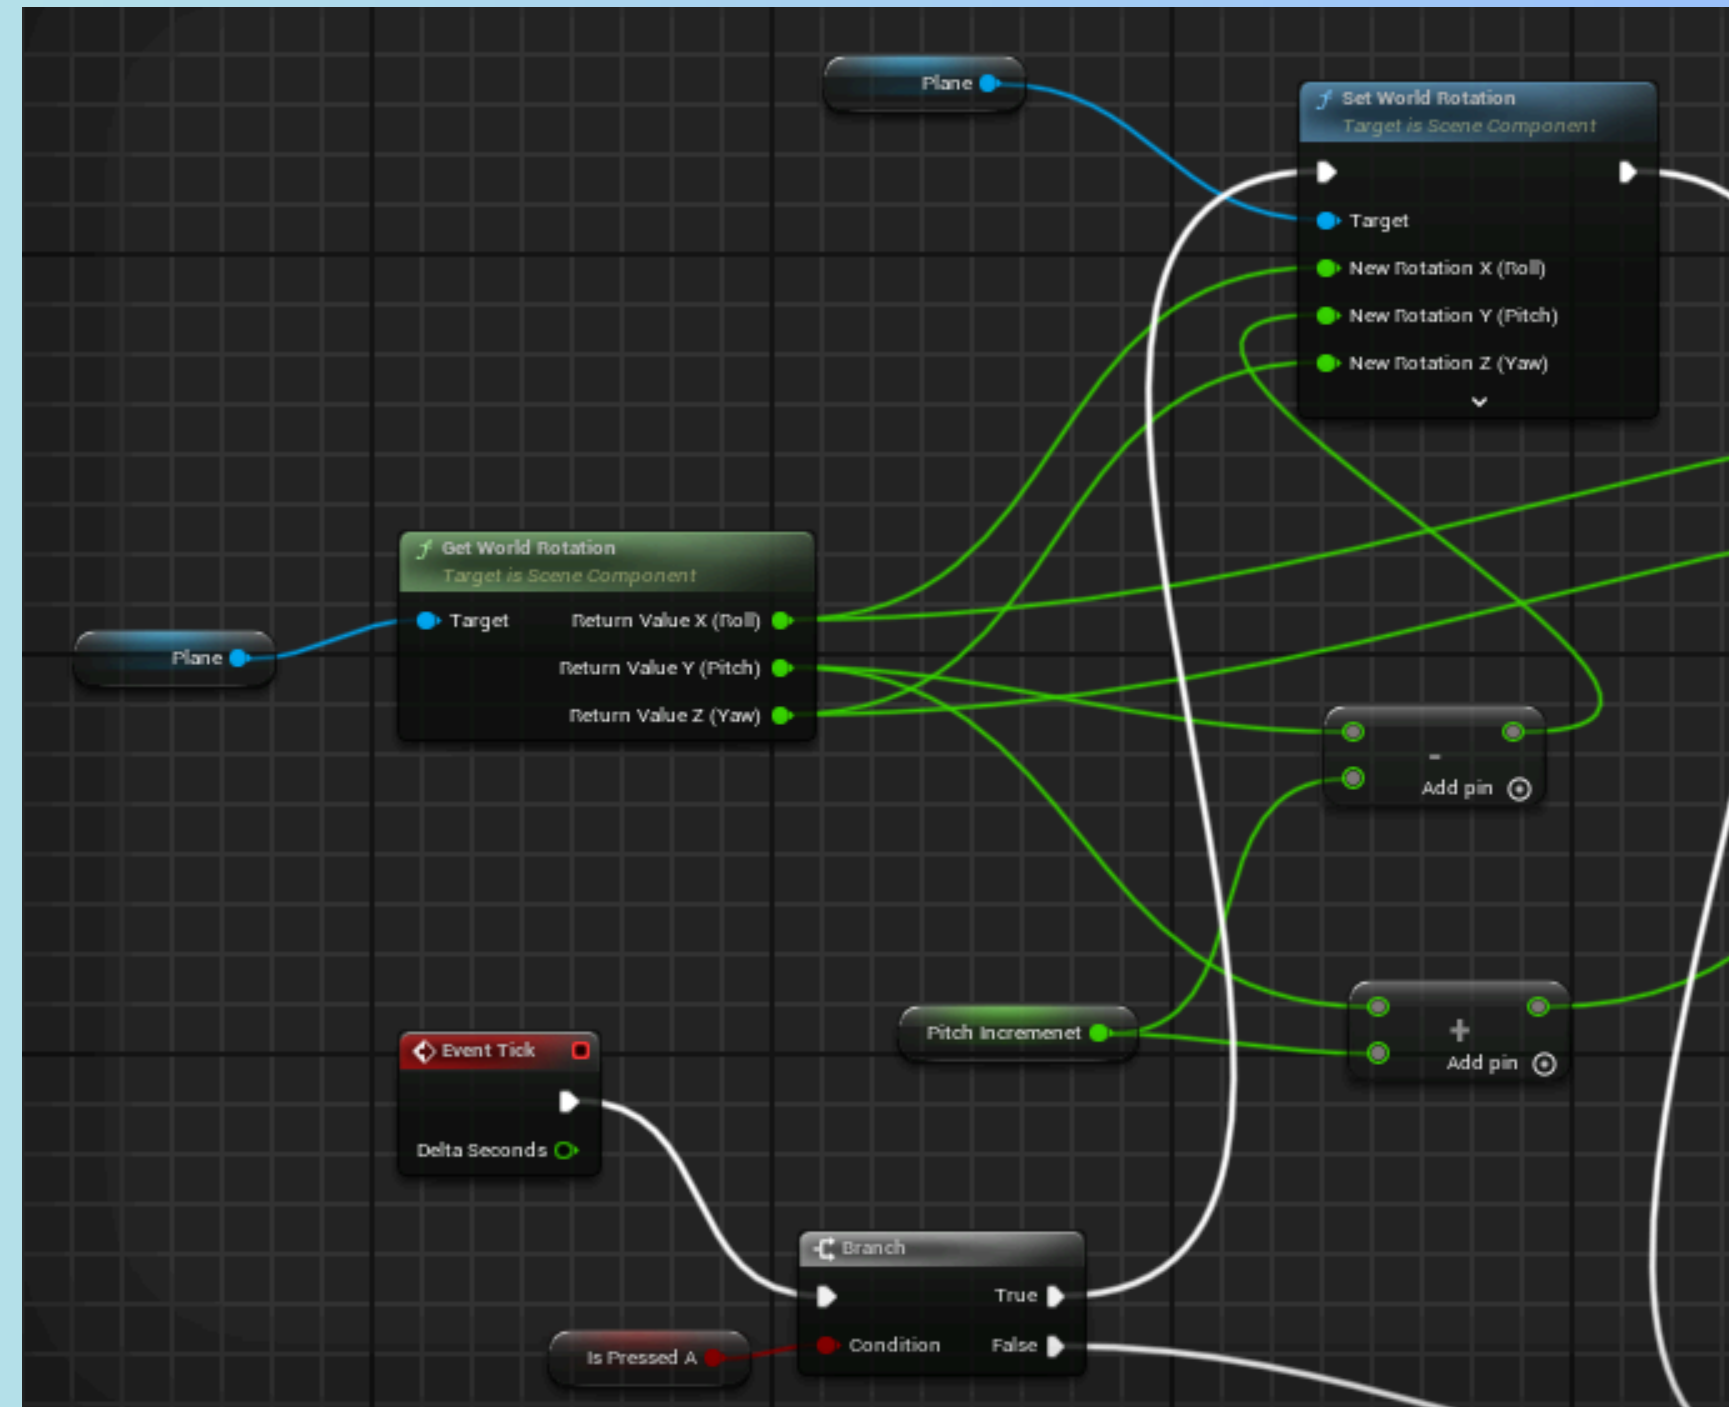 Plane
Set World Rotation
Target is Scene Component
Target
New Rotation X (Roll)
New Rotation Y (Pitch)
New Rotation Z (Yaw)
Get World Rotation
Target is Scene Component
Target
Return Value X (Roll)
Return Value Y (Pitch)
Return Value Z (Yaw)
Plane
-
Add pin
Pitch Incremenet
+
Add pin
Event Tick
Delta Seconds
Branch
True
Condition
False
Is Pressed A